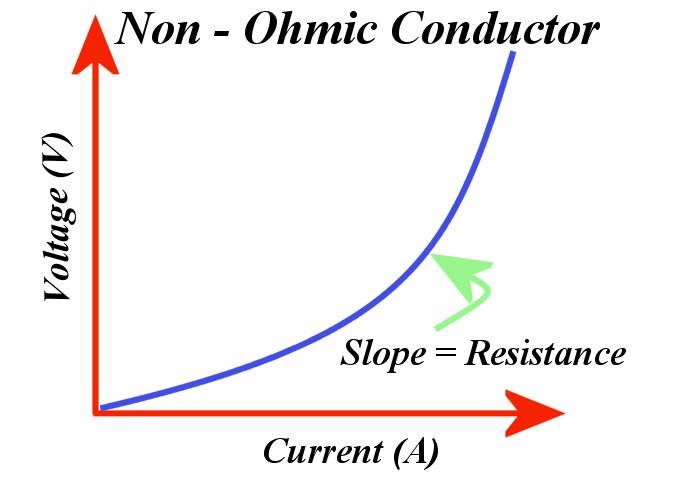 Non - Ohmic Conductor
Voltage (V)
Slope = Resistance
Current (A)